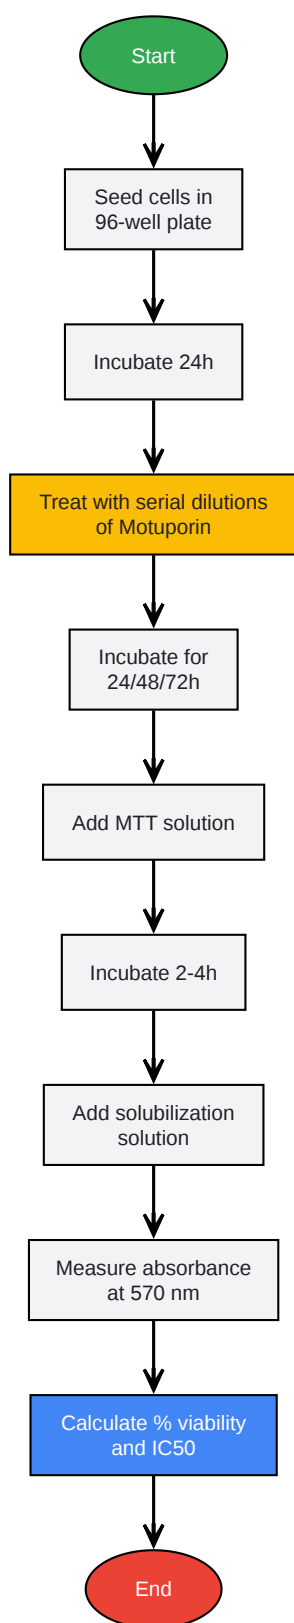 Start
Seed cells in
96-well plate
Incubate 24h
Treat with serial dilutions
of Motuporin
Incubate for
24/48/72h
Add MTT solution
Incubate 2-4h
Add solubilization
solution
Measure absorbance
at 570 nm
Calculate % viability
and IC50
End